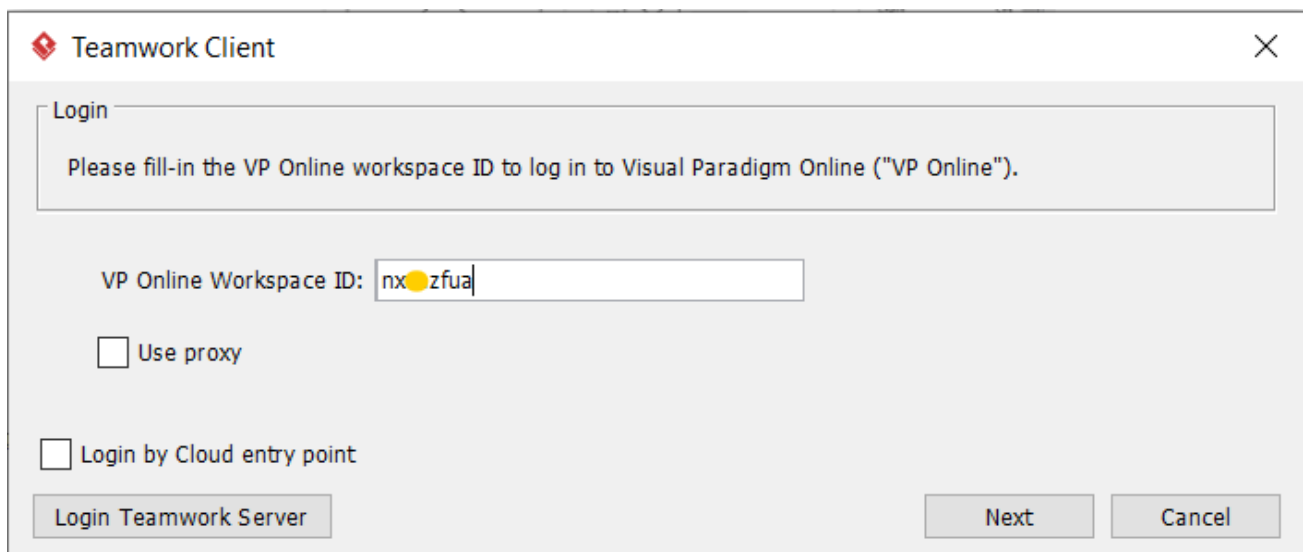 Teamwork Client
Login
Please fill-in the VP Online workspace ID to log in to Visual Paradigm Online ("VP Online").
VP Online Workspace ID: nx zfua
Use proxy
Login by Cloud entry point
Login Teamwork Server Next Cancel